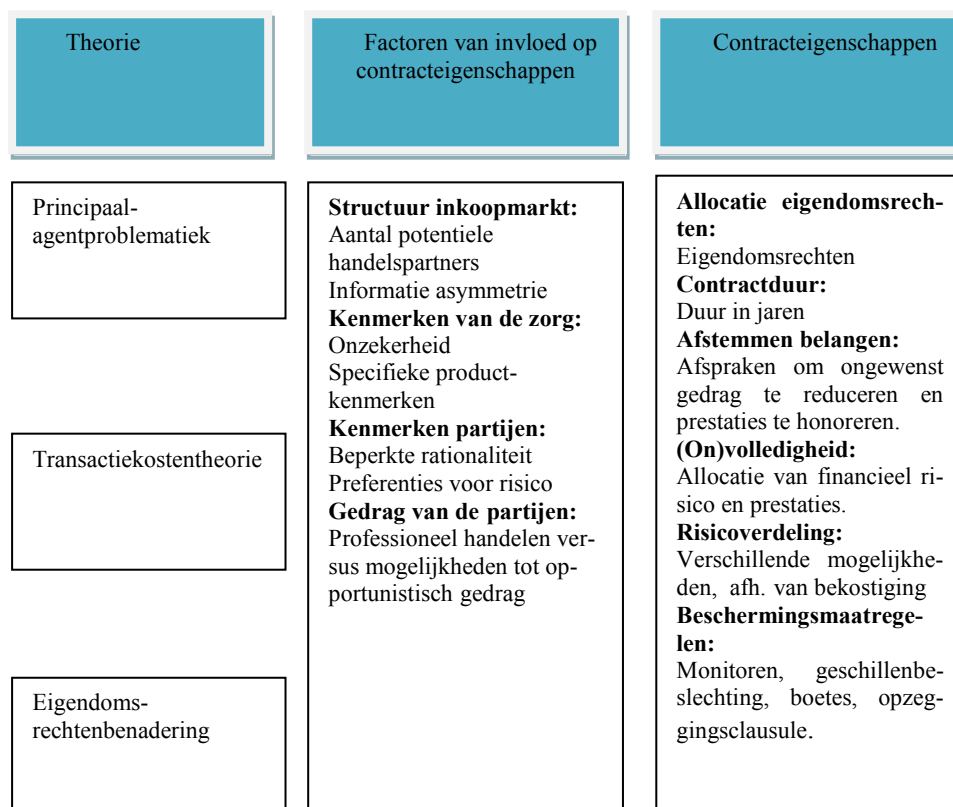 Theorie
Factoren van invloed op
contracteigenschappen
Contracteigenschappen
Principaal-
agentproblematiek
Transactiekostentheorie
Eigendoms-
rechtenbenadering
Structuur inkoopmarkt:
Aantal potentiele
handelspartners
Informatie asymmetrie
Kenmerken van de zorg:
Onzekerheid
Specifieke product-
kenmerken
Kenmerken partijen:
Beperkte rationaliteit
Preferenties voor risico
Gedrag van de partijen:
Professioneel handelen ver-
sus mogelijkheden tot op-
portunistisch gedrag
Allocatie eigendomsrech-
ten:
Eigendomsrechten
Contractduur:
Duur in jaren
Afstemmen belangen:
Afspraken om ongewenst
gedrag te reduceren en
prestaties te honoreren.
(On)volledigheid:
Allocatie van financieel ri-
sico en prestaties.
Risicoverdeling:
Verschillende mogelijkhe-
den, afh. van bekostiging
Beschermingsmaatrege-
len:
Monitoren, geschillenbe-
slechting, boetes, opzeg-
gingsclausule.